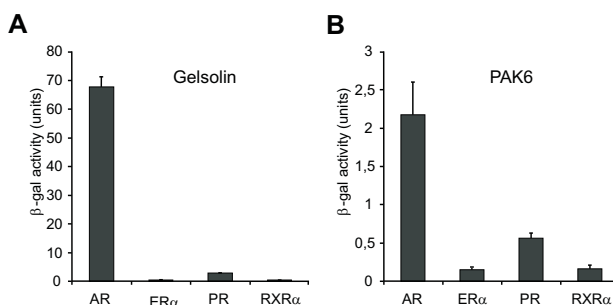 A
β-gal activity (units)
80
70
60
50
40
30
20
10
0
Gelsolin
AR ERα PR RXRα
B
β-gal activity (units)
3
2,5
2
1,5
1
0,5
0
PAK6
AR ERα PR RXRα